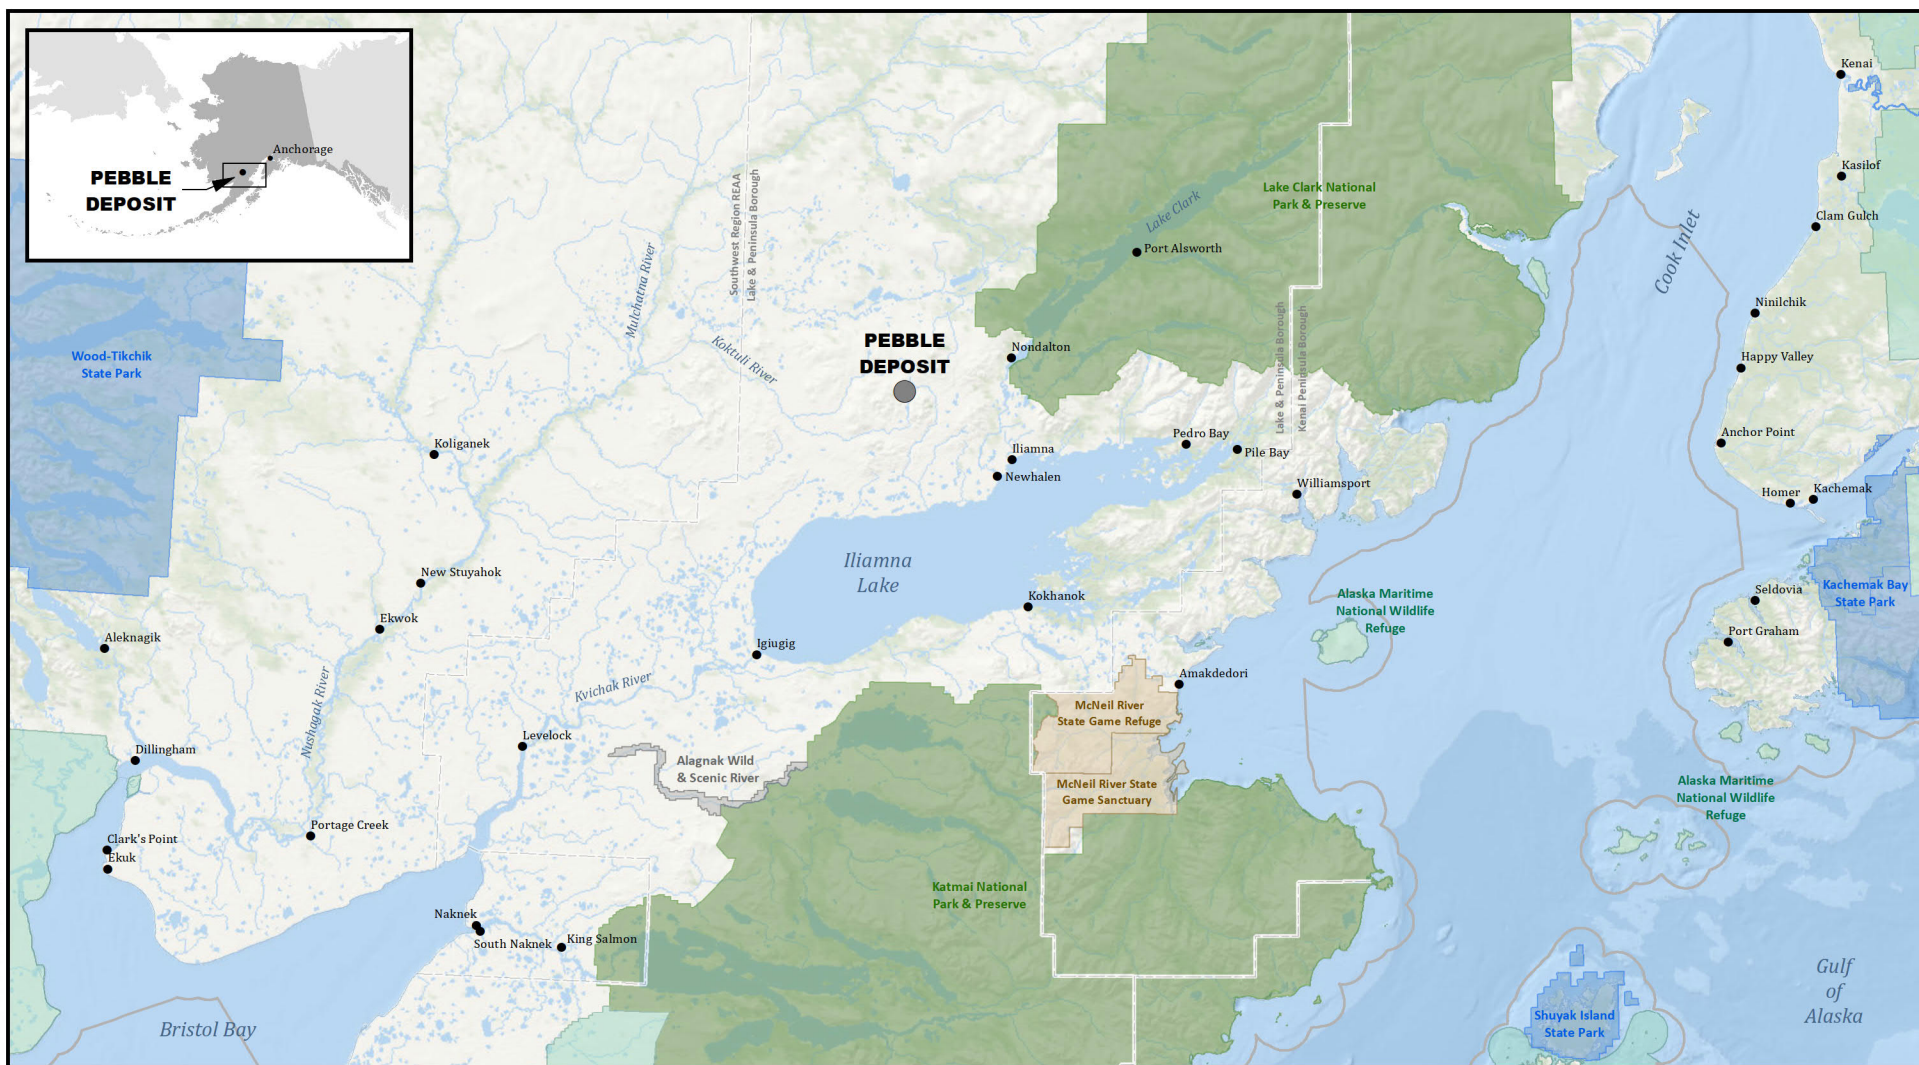 Anchorage
PEBBLE
DEPOSIT
Kenai
Kasilof
Clam Gulch
Cook Inlet
Ninilchik
Happy Valley
Anchor Point
Homer
Kachemak
Kachemak Bay
State Park
Seldovia
Port Graham
Lake Clark National
Park & Preserve
Lake Clark
Port Alsworth
Southwest Region REAA
Lake & Peninsula Borough
Mulchatna River
Koktuli River
PEBBLE
DEPOSIT
Nondalton
Lake & Peninsula Borough
Kenai Peninsula Borough
Wood-Tikchik
State Park
Koliganek
Iliamna
Newhalen
Pedro Bay
Pile Bay
Williamsport
Iliamna
Lake
New Stuyahok
Ekwok
Aleknagik
Kokhanok
Igiugig
Alaska Maritime
National Wildlife
Refuge
Nushagak River
Kvichak River
Amakdedori
McNeil River
State Game Refuge
McNeil River State
Game Sanctuary
Dillingham
Levelock
Alagnak Wild
& Scenic River
Alaska Maritime
National Wildlife
Refuge
Portage Creek
Clark's Point
Ekuk
Katmai National
Park & Preserve
Naknek
South Naknek
King Salmon
Bristol Bay
Shuyak Island
State Park
Gulf
of
Alaska